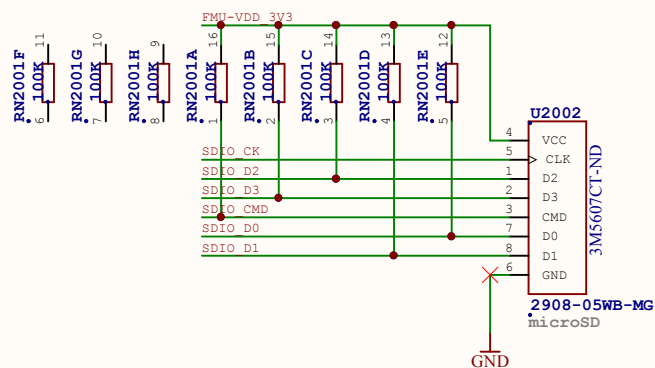 FMU-VDD_3V3
11
10
9
16
15
14
13
12
RN2001F
100K
RN2001G
100K
RN2001H
100K
RN2001A
100K
RN2001B
100K
RN2001C
100K
RN2001D
100K
RN2001E
100K
6
7
8
1
2
3
4
5
U2002
4 VCC
SDIO_CK 5 CLK
SDIO_D2 1 D2
SDIO_D3 2 D3
SDIO_CMD 3 CMD
SDIO_D0 7 D0
SDIO_D1 8 D1
6 GND
3M5607CT-ND
2908-05WB-MG
microSD
GND